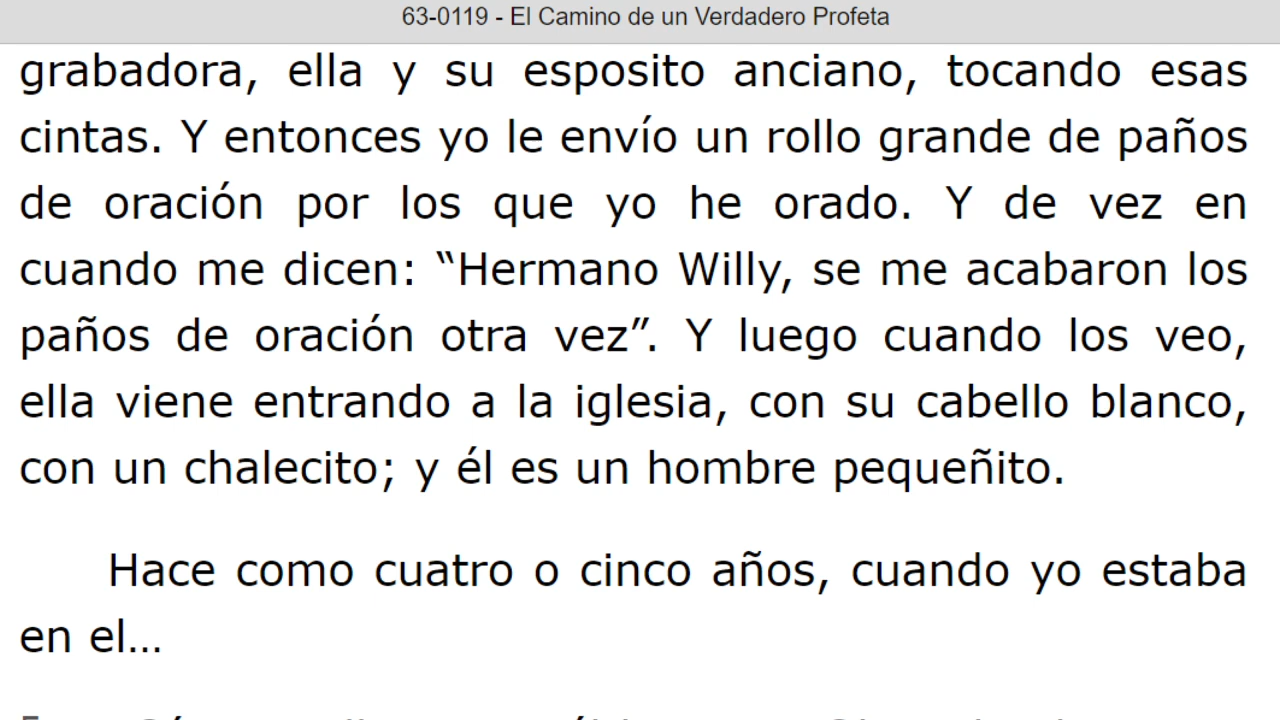 63-0119 - El Camino de un Verdadero Profeta
grabadora, ella y su esposito anciano, tocando esas
cintas. Y entonces yo le envío un rollo grande de paños
de oración por los que yo he orado. Y de vez en
cuando me dicen: “Hermano Willy, se me acabaron los
paños de oración otra vez”. Y luego cuando los veo,
ella viene entrando a la iglesia, con su cabello blanco,
con un chalecito; y él es un hombre pequeñito.
Hace como cuatro o cinco años, cuando yo estaba
en el…